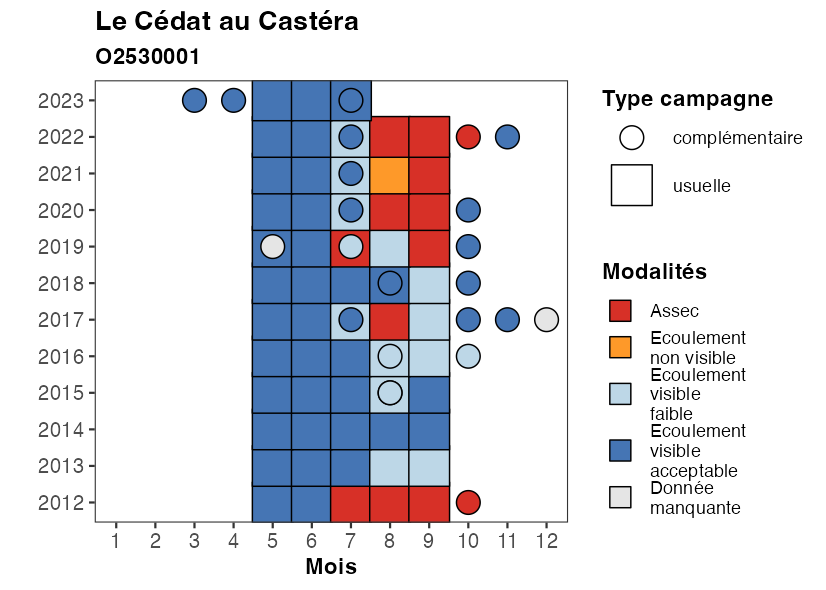 Le Cédat au Castéra
O2530001
2023
2022
2021
2020
2019
2018
2017
2016
2015
2014
2013
2012
1 2 3 4 5 6 7 8 9 10 11 12
Mois
Type campagne
complémentaire
usuelle
Modalités
Assec
Ecoulement
non visible
Ecoulement
visible
faible
Ecoulement
visible
acceptable
Donnée
manquante